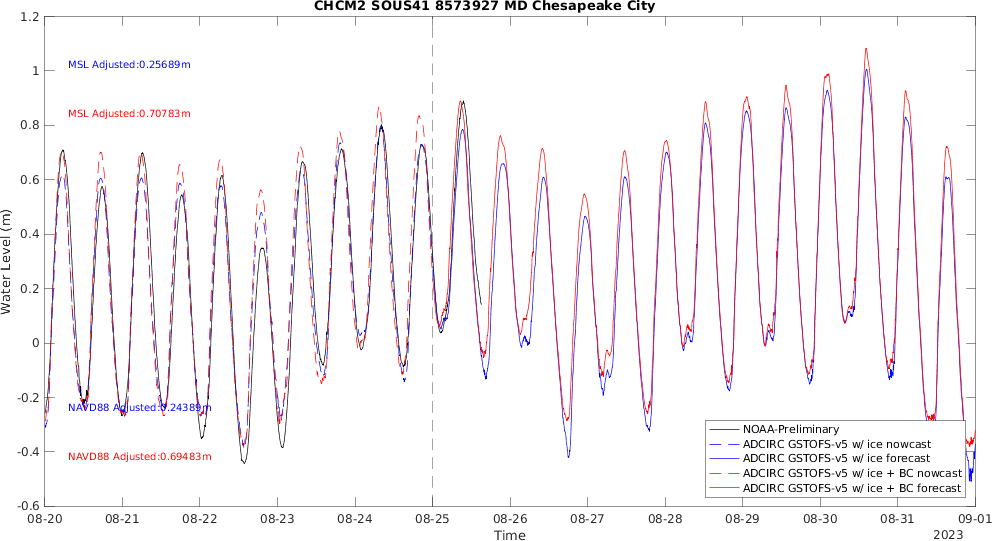 CHCM2 SOUS41 8573927 MD Chesapeake City
1.2
1
0.8
0.6
0.4
0.2
0
-0.2
-0.4
-0.6
Water Level (m)
MSL Adjusted:0.25689m
MSL Adjusted:0.70783m
NAVD88 Adjusted:0.24389m
NAVD88 Adjusted:0.69483m
NOAA-Preliminary
ADCIRC GSTOFS-v5 w/ ice nowcast
ADCIRC GSTOFS-v5 w/ ice forecast
ADCIRC GSTOFS-v5 w/ ice + BC nowcast
ADCIRC GSTOFS-v5 w/ ice + BC forecast
08-20 08-21 08-22 08-23 08-24 08-25 08-26 08-27 08-28 08-29 08-30 08-31 09-01
Time
2023